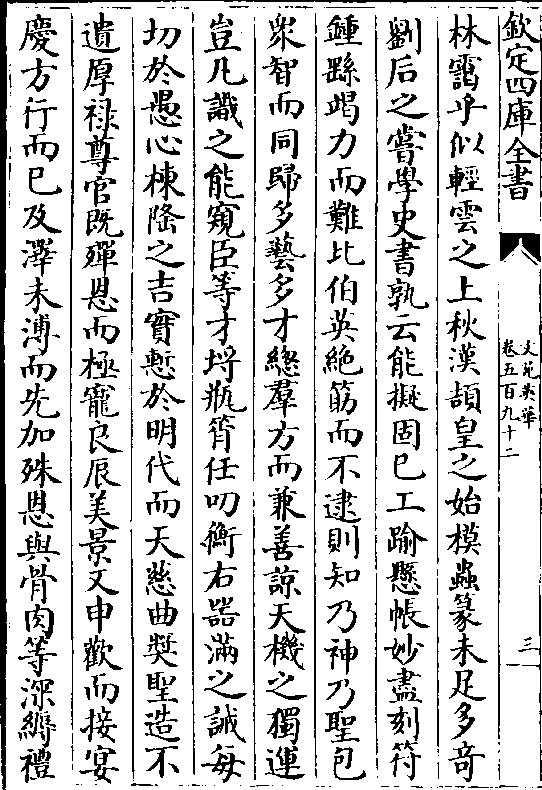 欽定四庫全書
文苑英華
卷五百九十二
三
林靄乎似輕雲之上秋漢頡皇之始模蟲篆未足多竒
劉后之嘗學史書孰云能擬固已工踰懸帳妙盡刻符
鍾繇竭力而難比伯英絶筋而不逮則知乃神乃聖包
衆智而同歸多藝多才緫羣方而兼善諒天機之獨運
豈凡識之能窺臣等才埒瓶筲任叨衡右器滿之誡每
切於愚心棟隆之吉實慙於明代而天慈曲奬聖造不
遺厚禄尊官既殫恩而極寵良辰美景又申歡而接宴
慶方行而已及澤未溥而先加殊恩與骨肉等深縟禮